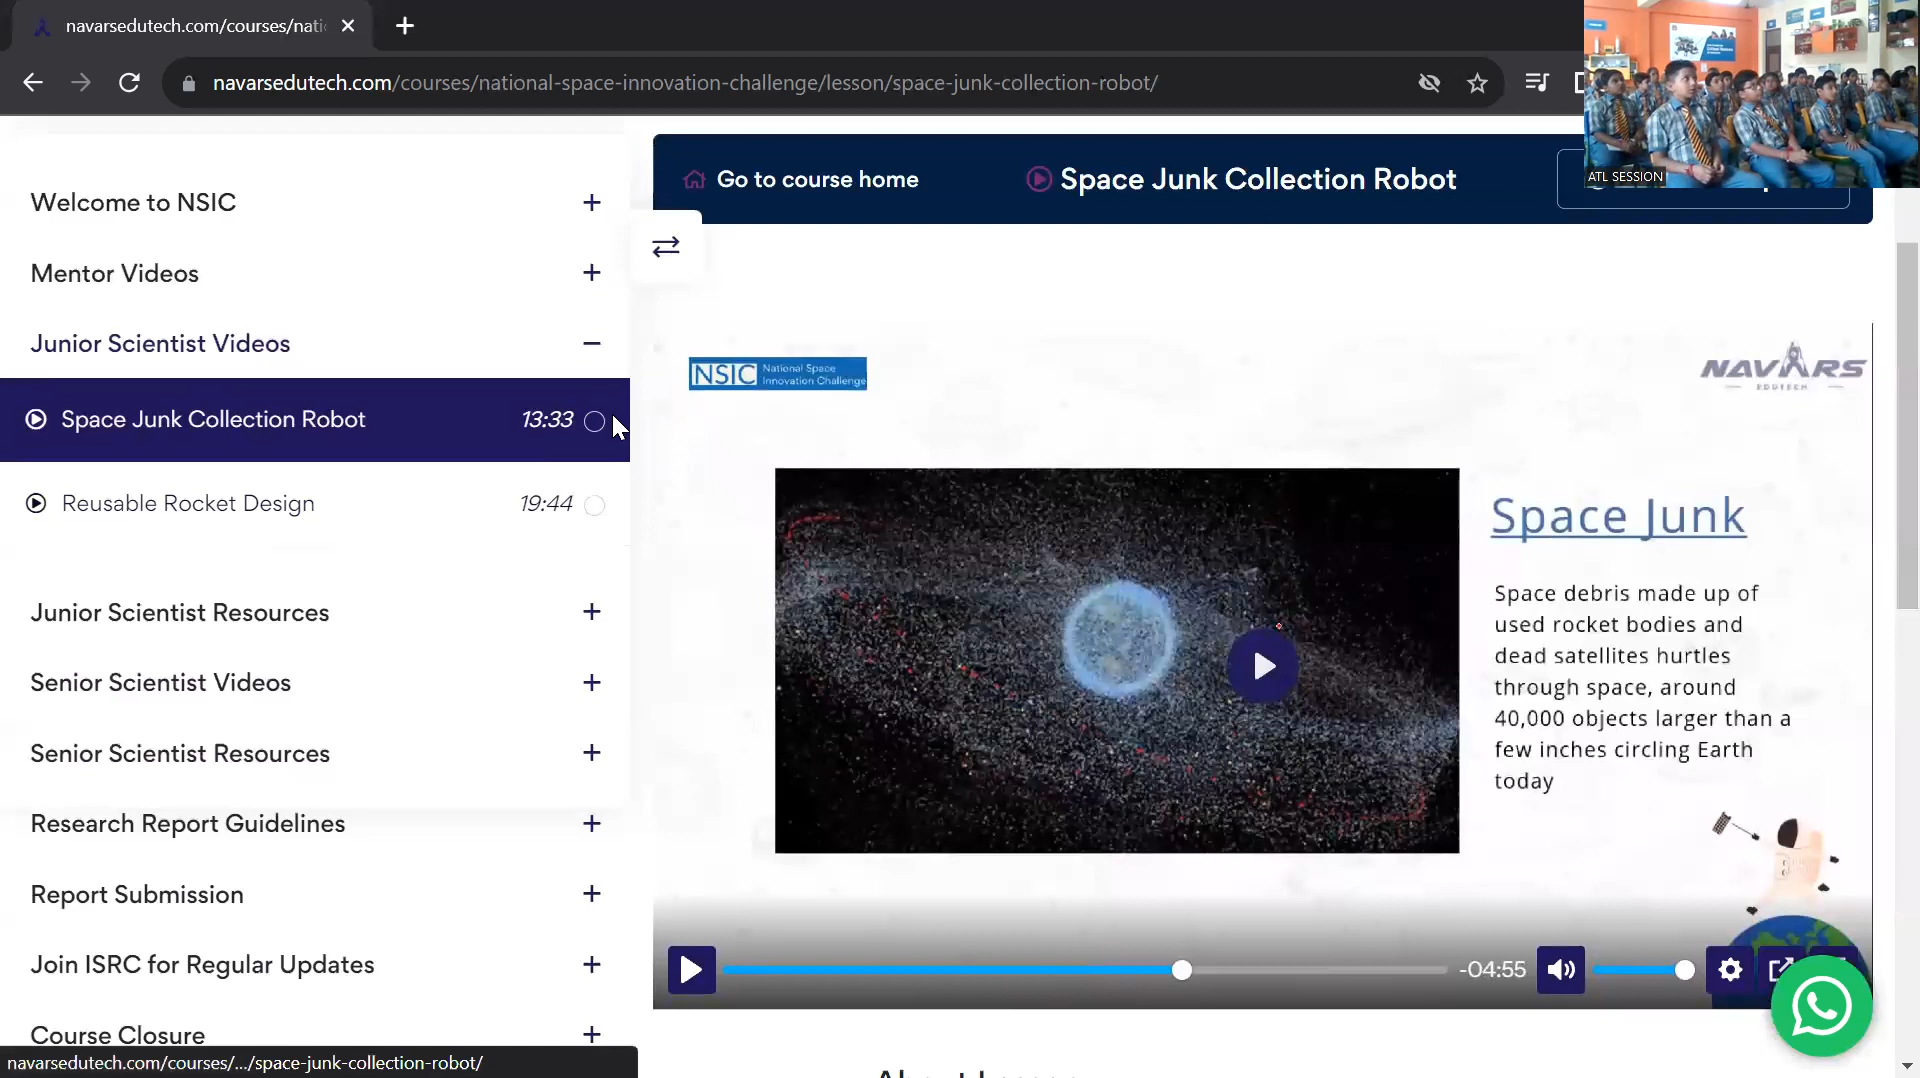 navarsedutech.com/courses/nati
navarsedutech.com/courses/national-space-innovation-challenge/lesson/space-junk-collection-robot/
ATL SESSION
Welcome to NSIC
Mentor Videos
Junior Scientist Videos
Space Junk Collection Robot 13:33
Reusable Rocket Design 19:44
Junior Scientist Resources
Senior Scientist Videos
Senior Scientist Resources
Research Report Guidelines
Report Submission
Join ISRC for Regular Updates
Course Closure
navarsedutech.com/courses/.../space-junk-collection-robot/
Go to course home
Space Junk Collection Robot
NSIC National Space
Innovation Challenge
NAVARS
EDUTECH
Space Junk
Space debris made up of
used rocket bodies and
dead satellites hurtles
through space, around
40,000 objects larger than a
few inches circling Earth
today
-04:55